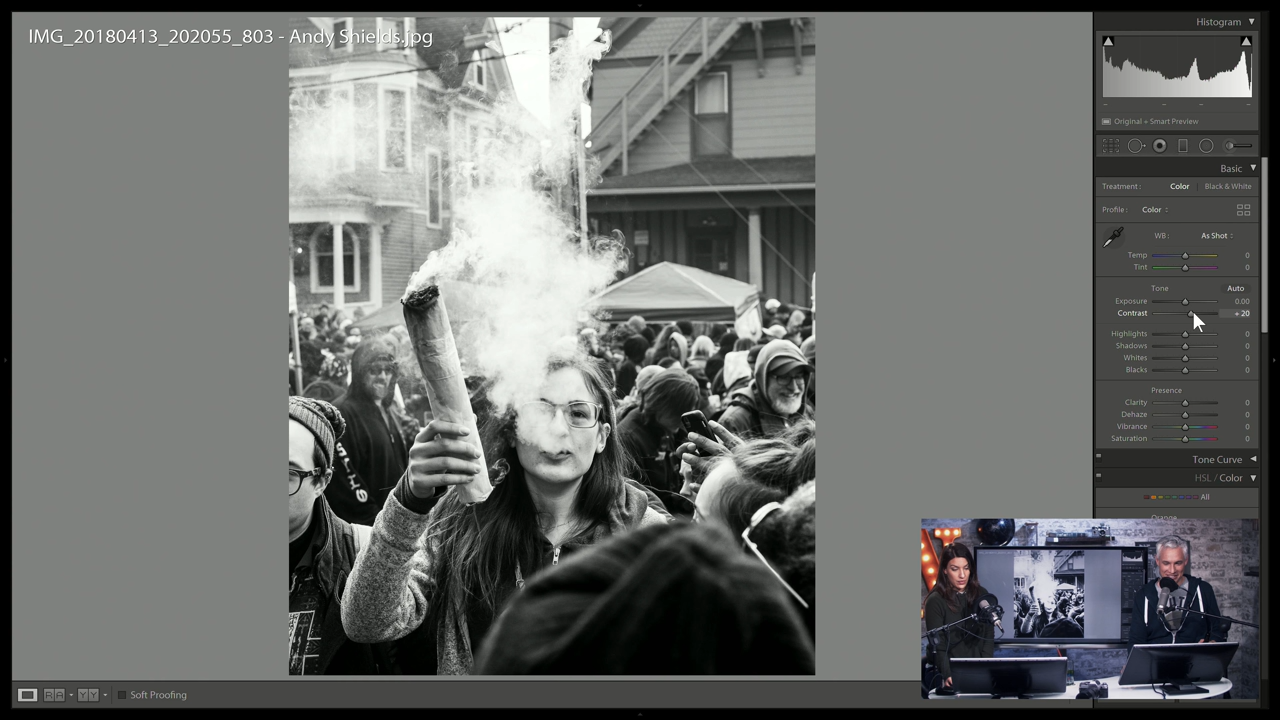 IMG_20180413_202055_803 - Andy Shields.jpg
Histogram
Original + Smart Preview
Basic
Treatment : Color Black & White
Profile : Color
WB : As Shot
Temp 0
Tint 0
Tone Auto
Exposure 0.00
Contrast + 20
Highlights 0
Shadows 0
Whites 0
Blacks 0
Presence
Clarity 0
Dehaze 0
Vibrance 0
Saturation 0
Tone Curve
HSL / Color
All
Orange
Soft Proofing